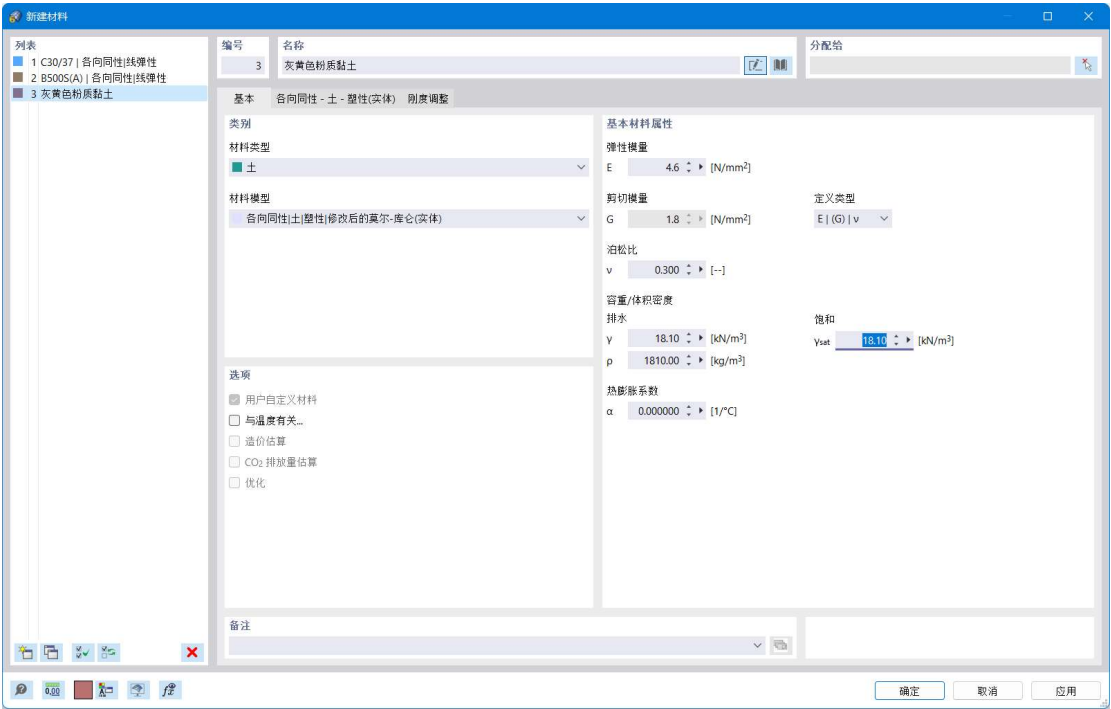 新建材料
列表
1 C30/37 | 各向同性|线弹性
2 B500S(A) | 各向同性|线弹性
3 灰黄色粉质黏土
编号
3
名称
灰黄色粉质黏土
分配给
基本
各向同性 - 土 - 塑性(实体)
刚度调整
类别
材料类型
土
材料模型
各向同性|土|塑性|修改后的莫尔-库仑(实体)
选项
用户自定义材料
与温度有关...
造价估算
CO2 排放量估算
优化
基本材料属性
弹性模量
E 4.6 [N/mm²]
剪切模量
定义类型
G 1.8 [N/mm²]
E | (G) | ν
泊松比
ν 0.300 [--]
容重/体积密度
排水
饱和
γ 18.10 [kN/m³]
γsat 18.10 [kN/m³]
ρ 1810.00 [kg/m³]
热膨胀系数
α 0.000000 [1/°C]
备注
0,00
确定
取消
应用